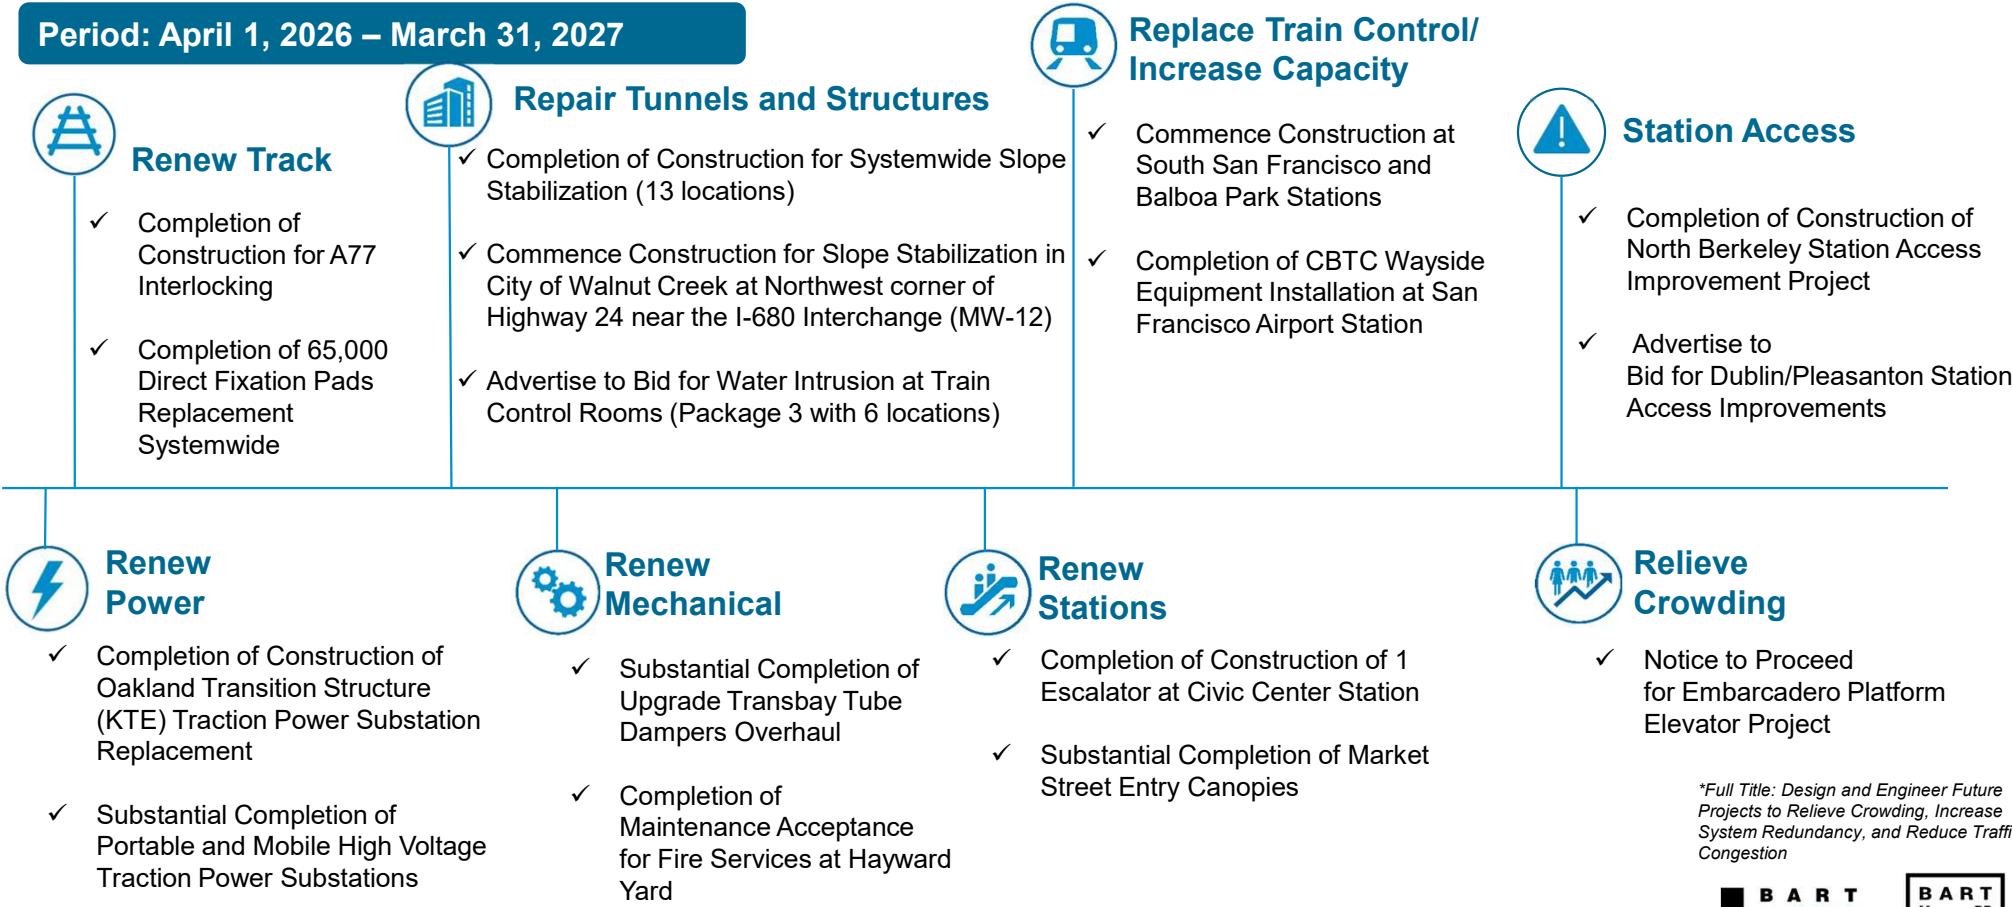 Period: April 1, 2026 – March 31, 2027
Renew Track
✓ Completion of
Construction for A77
Interlocking
✓ Completion of 65,000
Direct Fixation Pads
Replacement
Systemwide
Repair Tunnels and Structures
✓ Completion of Construction for Systemwide Slope
Stabilization (13 locations)
✓ Commence Construction for Slope Stabilization in
City of Walnut Creek at Northwest corner of
Highway 24 near the I-680 Interchange (MW-12)
✓ Advertise to Bid for Water Intrusion at Train
Control Rooms (Package 3 with 6 locations)
Replace Train Control/
Increase Capacity
✓ Commence Construction at
South San Francisco and
Balboa Park Stations
✓ Completion of CBTC Wayside
Equipment Installation at San
Francisco Airport Station
Station Access
✓ Completion of Construction of
North Berkeley Station Access
Improvement Project
✓ Advertise to
Bid for Dublin/Pleasanton Station
Access Improvements
Renew
Power
✓ Completion of Construction of
Oakland Transition Structure
(KTE) Traction Power Substation
Replacement
✓ Substantial Completion of
Portable and Mobile High Voltage
Traction Power Substations
Renew
Mechanical
✓ Substantial Completion of
Upgrade Transbay Tube
Dampers Overhaul
✓ Completion of
Maintenance Acceptance
for Fire Services at Hayward
Yard
Renew
Stations
✓ Completion of Construction of 1
Escalator at Civic Center Station
✓ Substantial Completion of Market
Street Entry Canopies
Relieve
Crowding
✓ Notice to Proceed
for Embarcadero Platform
Elevator Project
*Full Title: Design and Engineer Future
Projects to Relieve Crowding, Increase
System Redundancy, and Reduce Traffi
Congestion
BART
BART